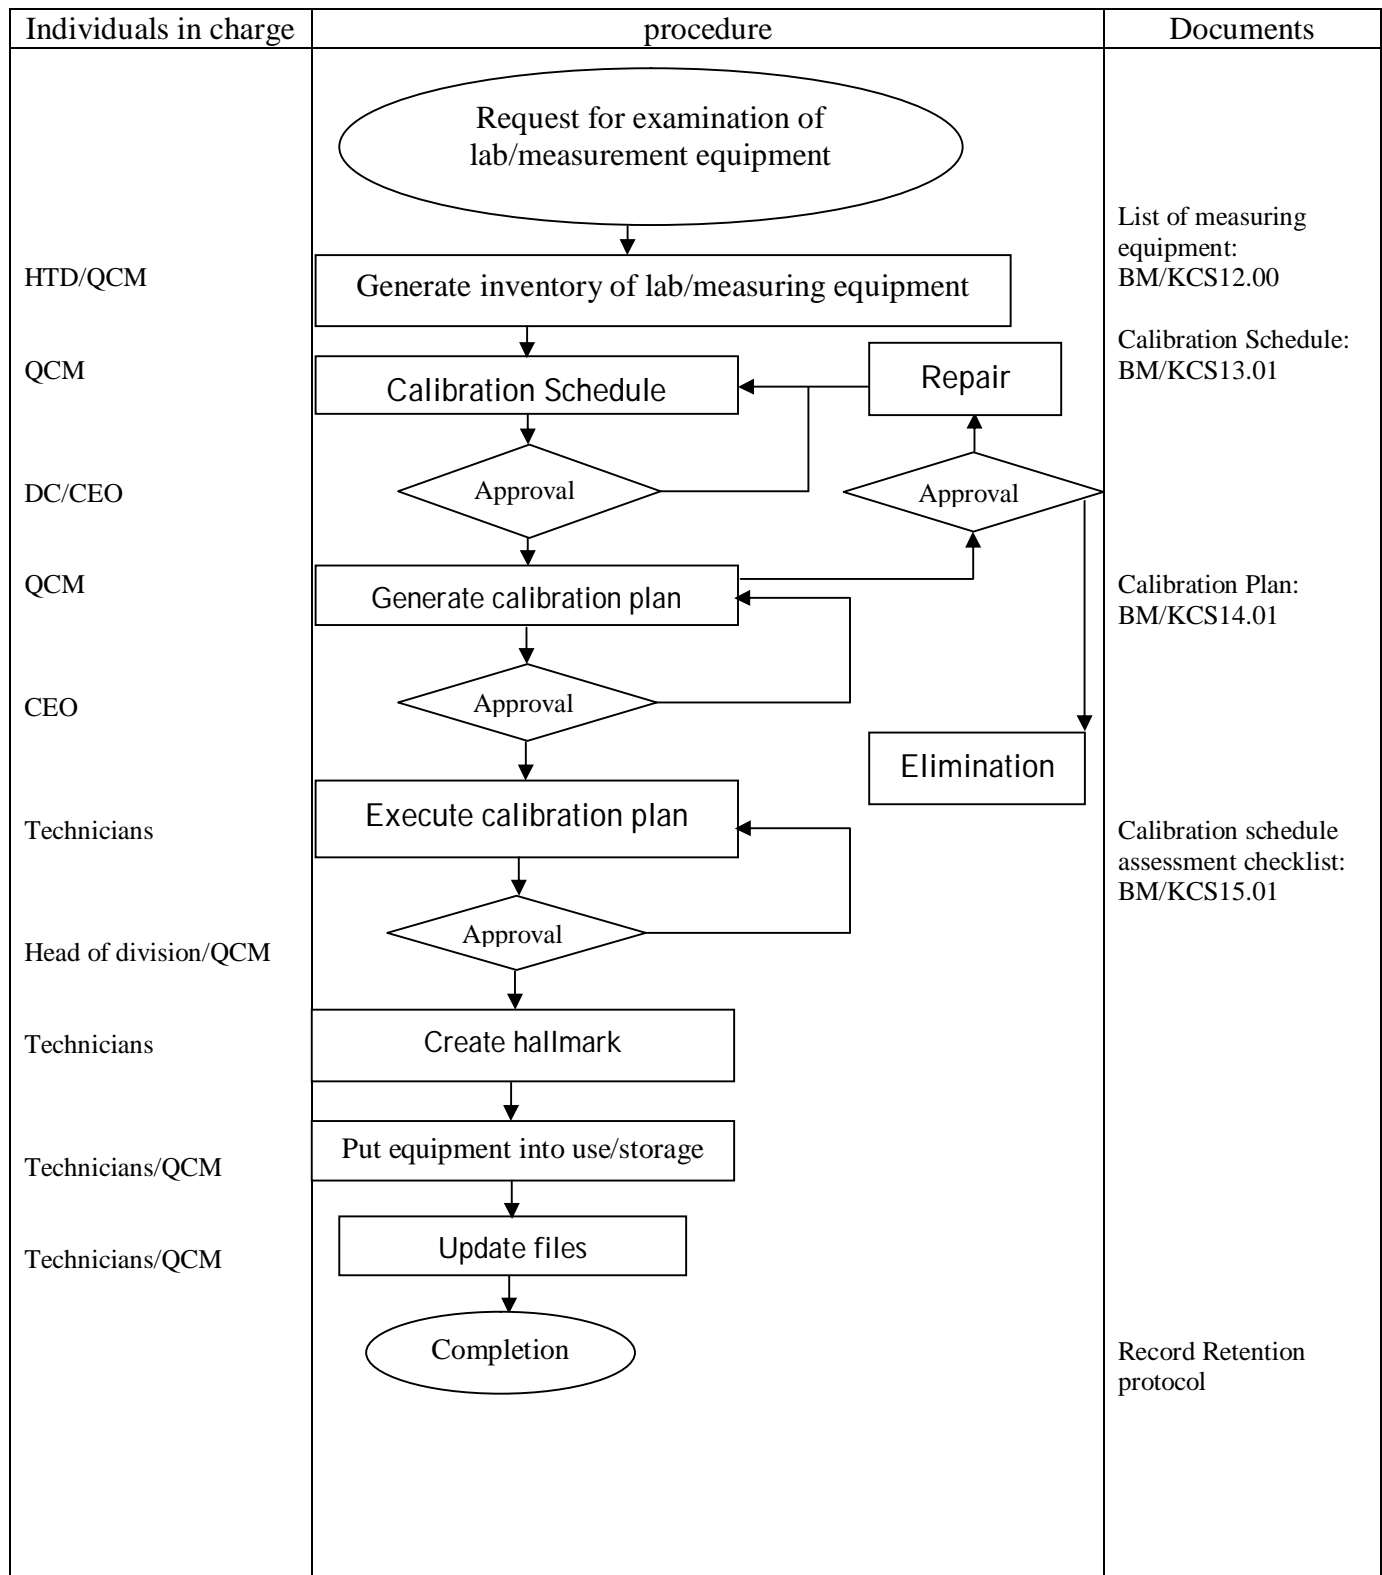 Individuals in charge
procedure
Documents
Request for examination of
lab/measurement equipment
List of measuring
equipment:
BM/KCS12.00
HTD/QCM
Generate inventory of lab/measuring equipment
Calibration Schedule:
BM/KCS13.01
QCM
Calibration Schedule
Repair
DC/CEO
Approval
Approval
QCM
Generate calibration plan
Calibration Plan:
BM/KCS14.01
CEO
Approval
Elimination
Technicians
Execute calibration plan
Calibration schedule
assessment checklist:
BM/KCS15.01
Head of division/QCM
Approval
Technicians
Create hallmark
Technicians/QCM
Put equipment into use/storage
Technicians/QCM
Update files
Completion
Record Retention
protocol